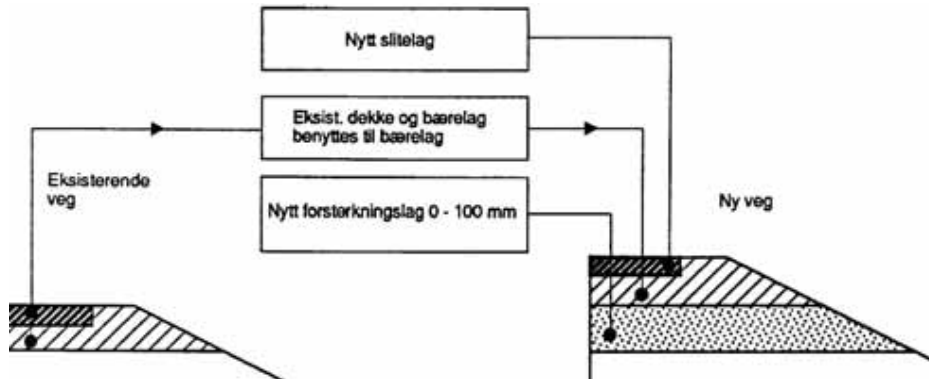 Nytt slitelag
Eksist. dekke og bærelag
benyttes til bærelag
Eksisterende
veg
Nytt forsterkningslag 0 - 100 mm
Ny veg